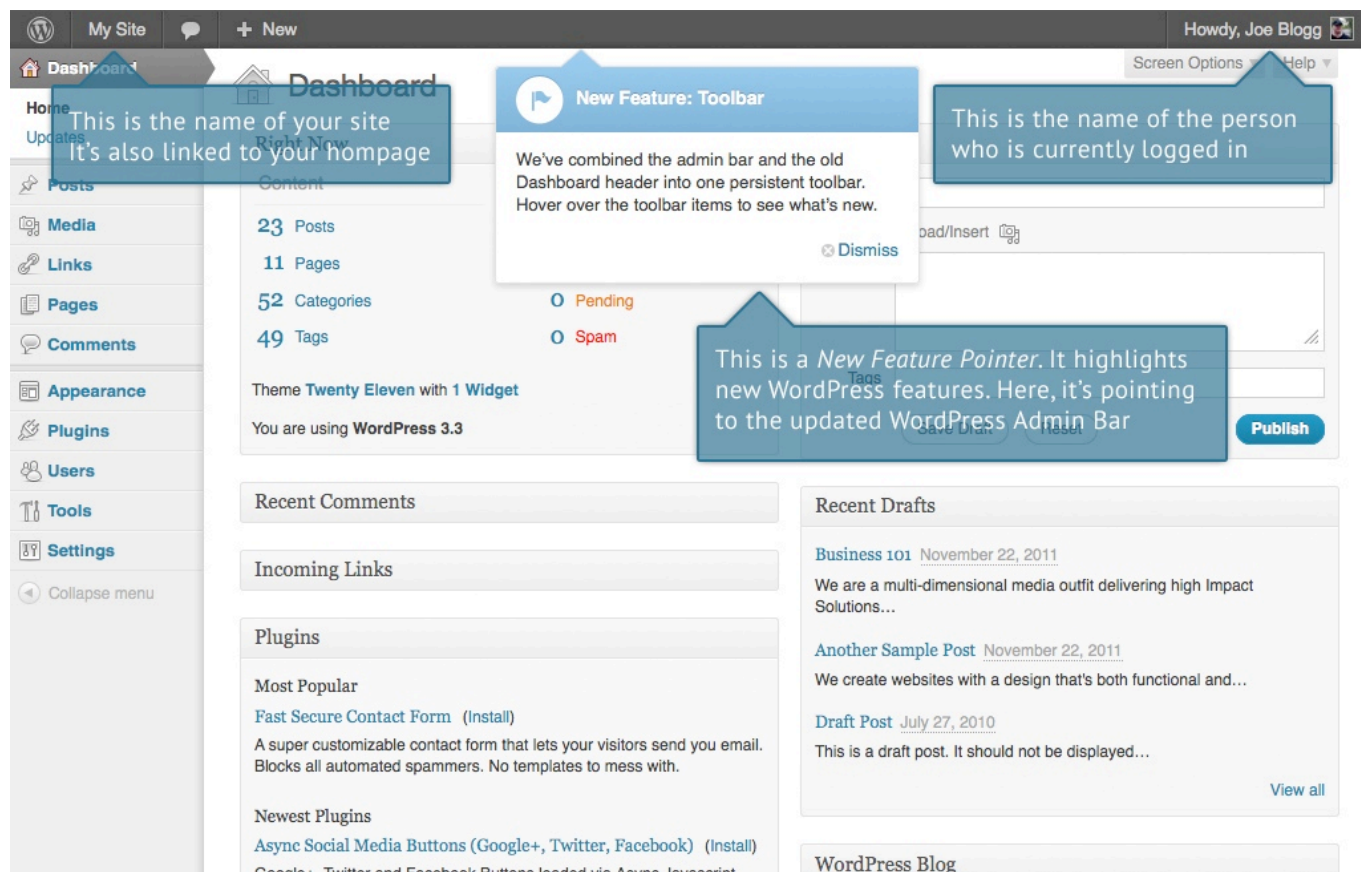 My Site
+ New
Howdy, Joe Blogg
Dashboard
Home
Updates
Posts
Media
Links
Pages
Comments
Appearance
Plugins
Users
Tools
Settings
Collapse menu
Dashboard
Screen Options
Help
This is the name of your site
It's also linked to your hompage
New Feature: Toolbar
We've combined the admin bar and the old
Dashboard header into one persistent toolbar.
Hover over the toolbar items to see what's new.
Dismiss
This is the name of the person
who is currently logged in
Right Now
Content
23 Posts
11 Pages
52 Categories
0 Pending
49 Tags
0 Spam
Theme Twenty Eleven with 1 Widget
You are using WordPress 3.3
oad/Insert
Tags
Save Draft
Reset
Publish
This is a New Feature Pointer. It highlights
new WordPress features. Here, it's pointing
to the updated WordPress Admin Bar
Recent Comments
Incoming Links
Plugins
Most Popular
Fast Secure Contact Form (Install)
A super customizable contact form that lets your visitors send you email.
Blocks all automated spammers. No templates to mess with.
Newest Plugins
Async Social Media Buttons (Google+, Twitter, Facebook) (Install)
Google+, Twitter and Facebook Buttons loaded via Async Javascript
Recent Drafts
Business 101 November 22, 2011
We are a multi-dimensional media outfit delivering high Impact
Solutions…
Another Sample Post November 22, 2011
We create websites with a design that's both functional and…
Draft Post July 27, 2010
This is a draft post. It should not be displayed…
View all
WordPress Blog